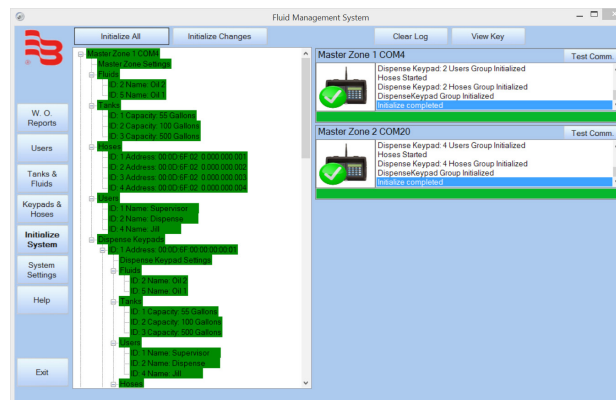 Fluid Management System
Initialize All
Initialize Changes
Clear Log
View Key
W. O. Reports
Users
Tanks & Fluids
Keypads & Hoses
Initialize System
System Settings
Help
Exit
Master Zone 1 COM4
Master Zone Settings
Fluids
ID: 2 Name: Oil 2
ID: 5 Name: Oil 1
Tanks
ID: 1 Capacity: 55 Gallons
ID: 2 Capacity: 100 Gallons
ID: 3 Capacity: 500 Gallons
Hoses
ID: 1 Address: 00:0D:6F:02: 0.000.000.001
ID: 2 Address: 00:0D:6F:02: 0.000.000.002
ID: 3 Address: 00:0D:6F:02: 0.000.000.003
ID: 4 Address: 00:0D:6F:02: 0.000.000.004
Users
ID: 1 Name: Supervisor
ID: 2 Name: Dispense
ID: 4 Name: Jill
Dispense Keypads
ID: 1 Address: 00:0D:6F:00:00:00:00:01
Dispense Keypad Settings
Fluids
ID: 2 Name: Oil 2
ID: 5 Name: Oil 1
Tanks
ID: 1 Capacity: 55 Gallons
ID: 2 Capacity: 100 Gallons
ID: 3 Capacity: 500 Gallons
Users
ID: 1 Name: Supervisor
ID: 2 Name: Dispense
ID: 4 Name: Jill
Hoses
Master Zone 1 COM4
Test Comm.
Dispense Keypad: 2 Users Group Initialized
Hoses Started
Dispense Keypad: 2 Hoses Group Initialized
DispenseKeypad Group Initialized
Initialize completed
Master Zone 2 COM20
Test Comm.
Dispense Keypad: 4 Users Group Initialized
Hoses Started
Dispense Keypad: 4 Hoses Group Initialized
DispenseKeypad Group Initialized
Initialize completed